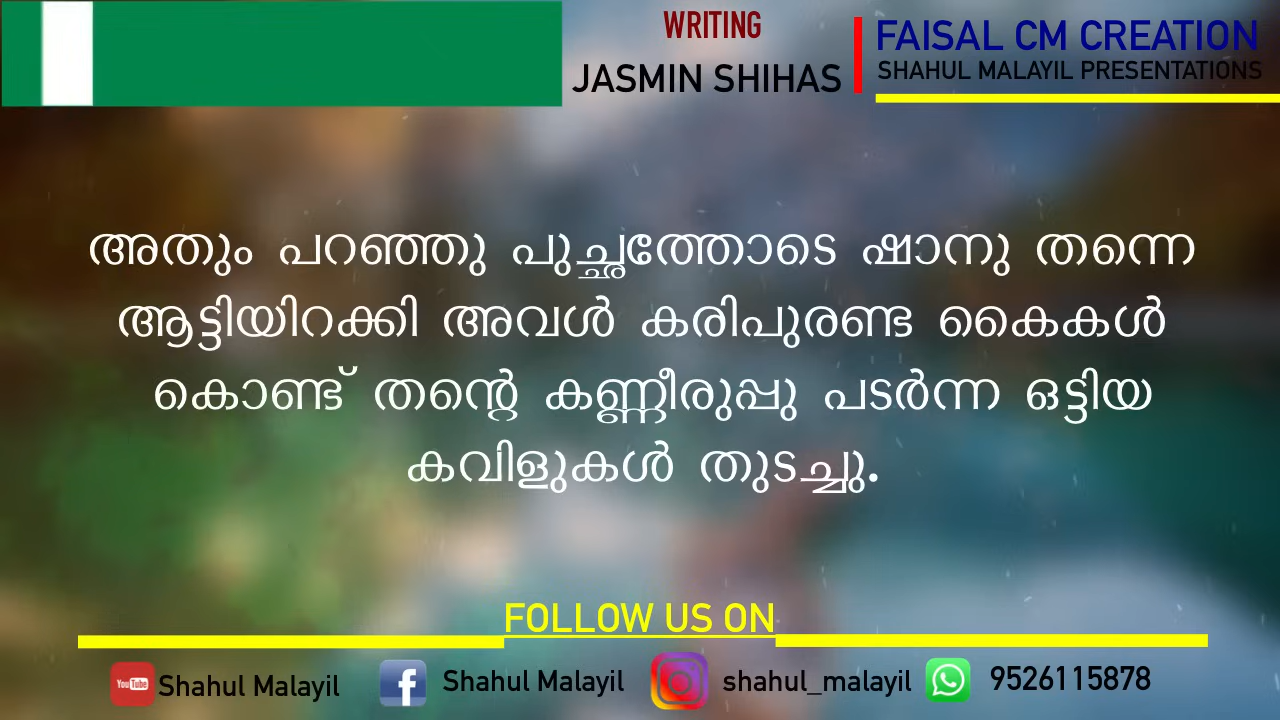 WRITING
JASMIN SHIHAS
FAISAL CM CREATION
SHAHUL MALAYIL PRESENTATIONS
അതും പറഞ്ഞു പുച്ഛത്തോടെ ഷാനു തന്നെ
ആട്ടിയിറക്കി അവൾ കരിപുരണ്ട കൈകൾ
കൊണ്ട് തന്റെ കണ്ണീരുപ്പു പടർന്ന ഒട്ടിയ
കവിളുകൾ തുടച്ചു.
FOLLOW US ON
YouTube Shahul Malayil
f Shahul Malayil
shahul_malayil
9526115878